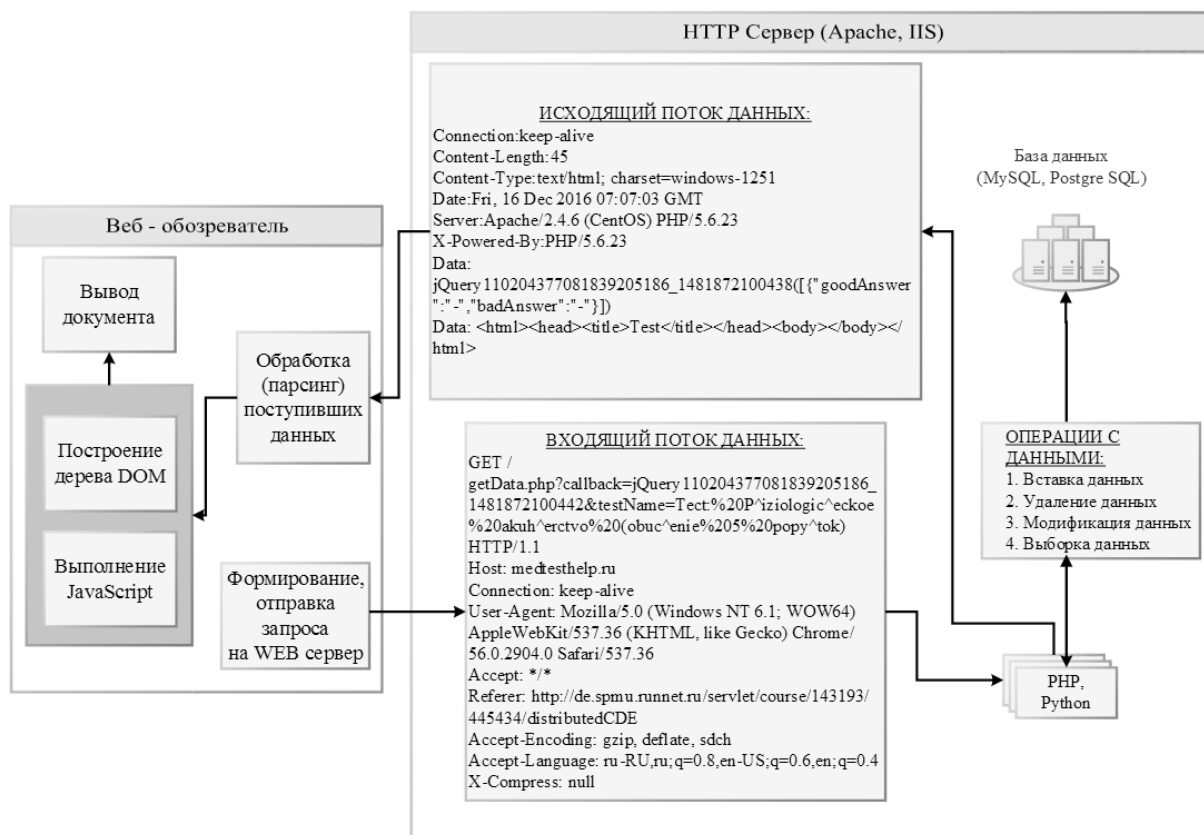 HTTP Сервер (Apache, IIS)
ИСХОДЯЩИЙ ПОТОК ДАННЫХ:
Connection:keep-alive
Content-Length:45
Content-Type:text/html; charset=windows-1251
Date:Fri, 16 Dec 2016 07:07:03 GMT
Server:Apache/2.4.6 (CentOS) PHP/5.6.23
X-Powered-By:PHP/5.6.23
Data:
jQuery110204377081839205186_1481872100438([{"goodAnswer
":"-","badAnswer":"-"}])
Data: <html><head><title>Test</title></head><body></body></
html>
База данных
(MySQL, Postgre SQL)
Веб - обозреватель
Вывод
документа
Обработка
(парсинг)
поступивших
данных
Построение
дерева DOM
Выполнение
JavaScript
Формирование,
отправка
запроса
на WEB сервер
ВХОДЯЩИЙ ПОТОК ДАННЫХ:
GET /
getData.php?callback=jQuery110204377081839205186_
1481872100442&testName=Тест:%20P^iziologic^eckoe
%20akuh^erctvo%20(obuc^enie%205%20popy^tok)
HTTP/1.1
Host: medtesthelp.ru
Connection: keep-alive
User-Agent: Mozilla/5.0 (Windows NT 6.1; WOW64)
AppleWebKit/537.36 (KHTML, like Gecko) Chrome/
56.0.2904.0 Safari/537.36
Accept: */*
Referer: http://de.spmu.runnet.ru/servlet/course/143193/
445434/distributedCDE
Accept-Encoding: gzip, deflate, sdch
Accept-Language: ru-RU,ru;q=0.8,en-US;q=0.6,en;q=0.4
X-Compress: null
ОПЕРАЦИИ С
ДАННЫМИ:
1. Вставка данных
2. Удаление данных
3. Модификация данных
4. Выборка данных
PHP,
Python